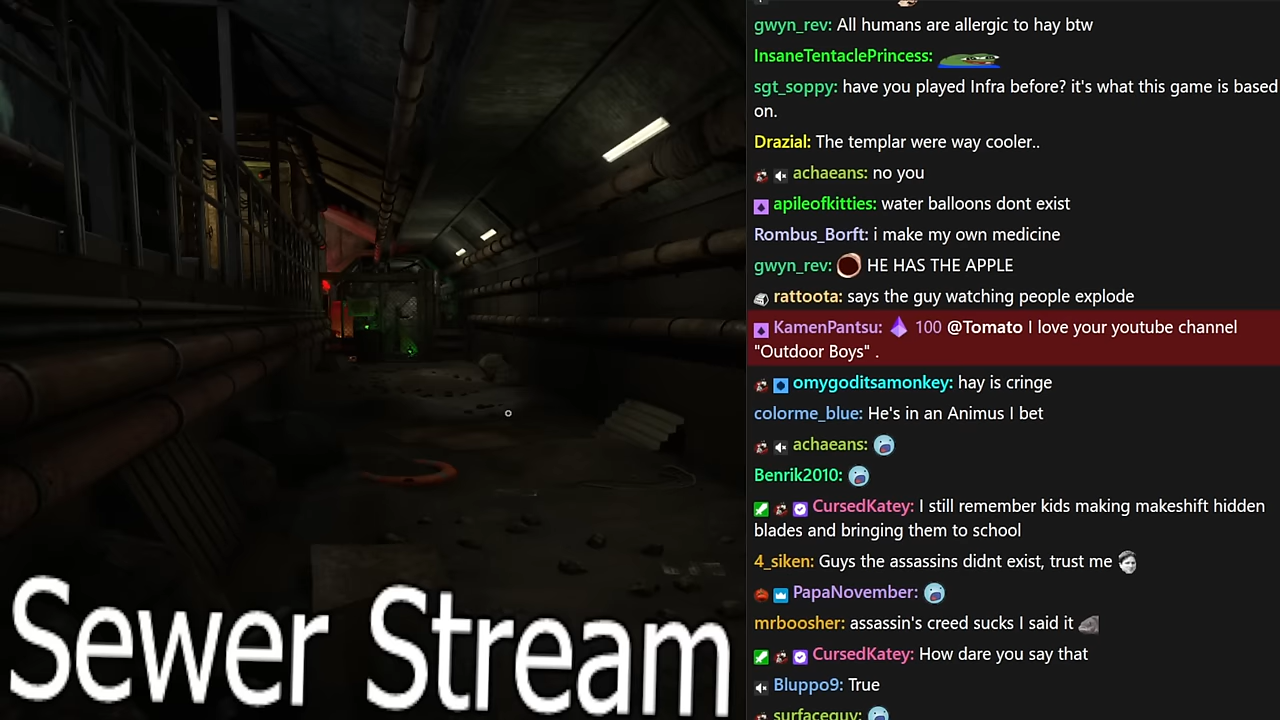 gwyn_rev: All humans are allergic to hay btw
InsaneTentaclePrincess:
sgt_soppy: have you played Infra before? it's what this game is based
on.
Drazial: The templar were way cooler..
achaeans: no you
apileofkitties: water balloons dont exist
Rombus_Borft: i make my own medicine
gwyn_rev: HE HAS THE APPLE
rattoota: says the guy watching people explode
KamenPantsu: 100 @Tomato I love your youtube channel
"Outdoor Boys" .
omygoditsamonkey: hay is cringe
colorme_blue: He's in an Animus I bet
achaeans:
Benrik2010:
CursedKatey: I still remember kids making makeshift hidden
blades and bringing them to school
4_siken: Guys the assassins didnt exist, trust me
PapaNovember:
mrboosher: assassin's creed sucks I said it
CursedKatey: How dare you say that
Bluppo9: True
surfaceguy:
Sewer Stream